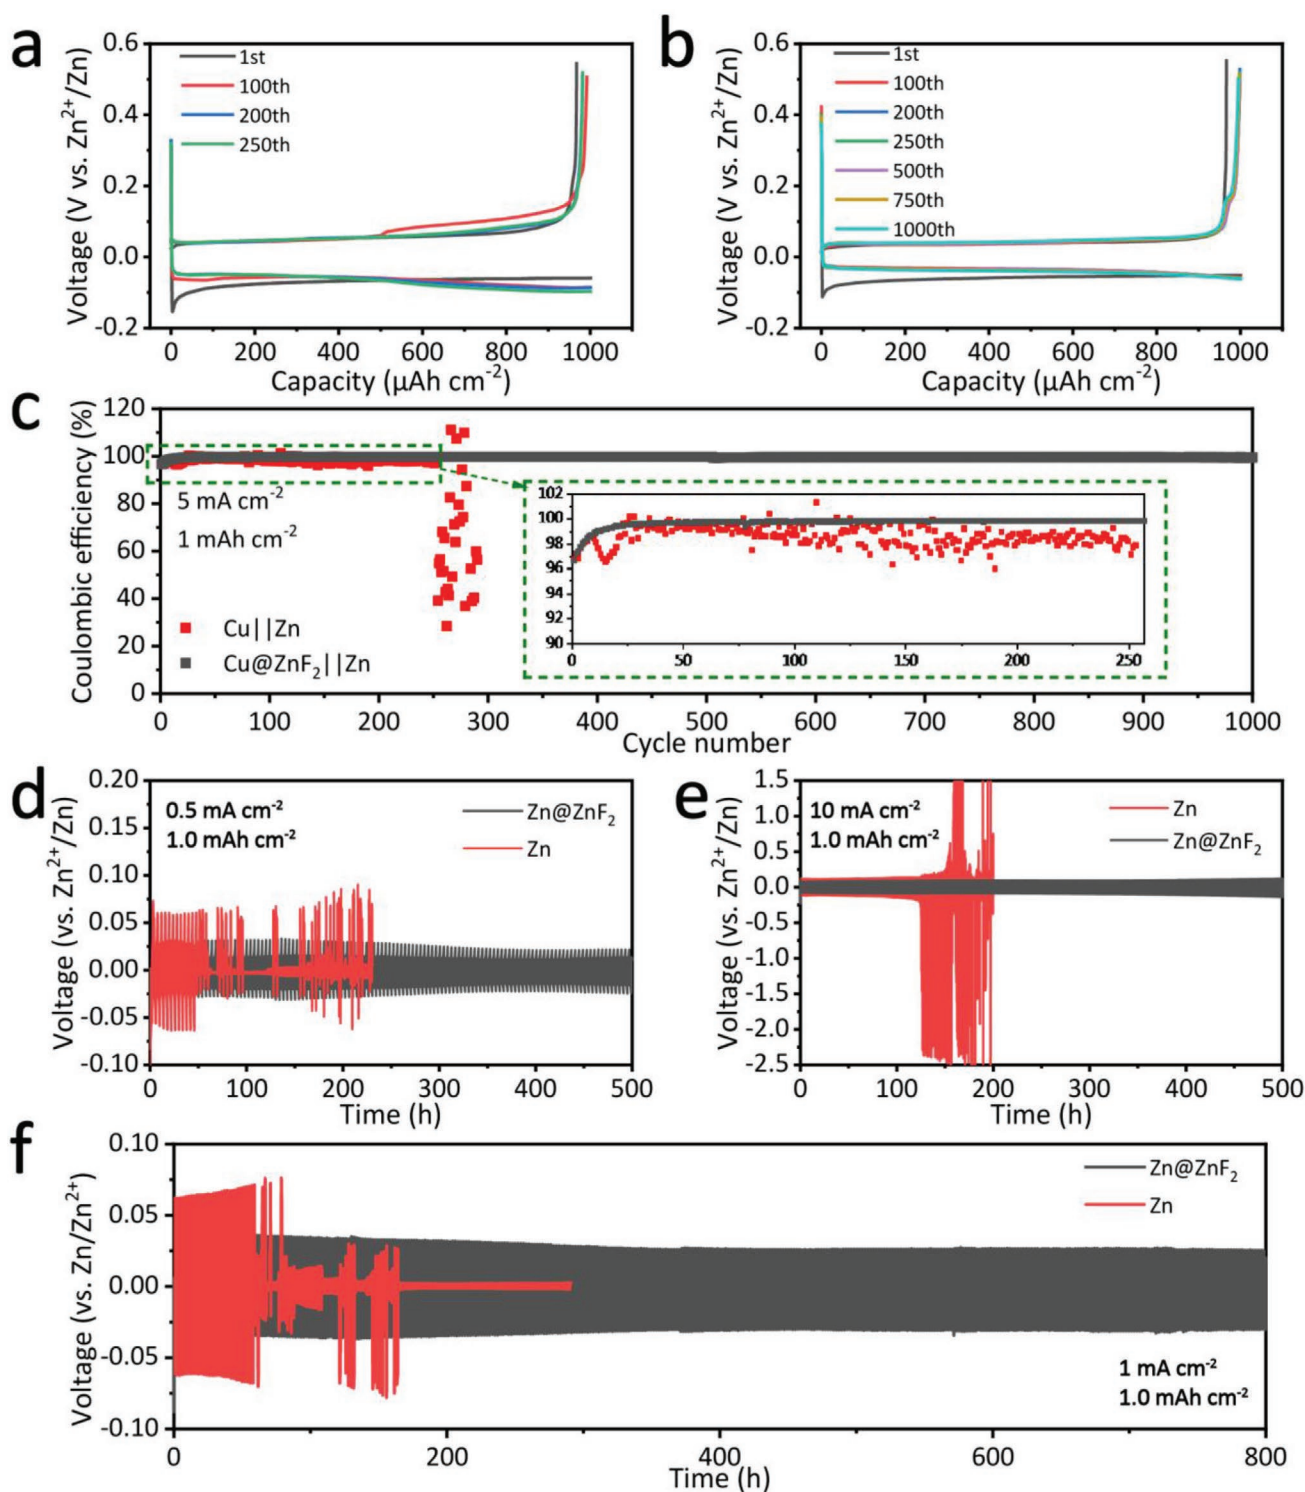 a
0.6
0.4
0.2
0.0
-0.2
Voltage (V vs. Zn²⁺/Zn)
1st
100th
200th
250th
0 200 400 600 800 1000
Capacity (μAh cm⁻²)
b
0.6
0.4
0.2
0.0
-0.2
Voltage (V vs. Zn²⁺/Zn)
1st
100th
200th
250th
500th
750th
1000th
0 200 400 600 800 1000
Capacity (μAh cm⁻²)
c
120
100
80
60
40
20
0
Coulombic efficiency (%)
5 mA cm⁻²
1 mAh cm⁻²
Cu||Zn
Cu@ZnF₂||Zn
102
100
98
96
94
92
90
0 50 100 150 200 250
0 100 200 300 400 500 600 700 800 900 1000
Cycle number
d
0.20
0.15
0.10
0.05
0.00
-0.05
-0.10
Voltage (vs. Zn²⁺/Zn)
0.5 mA cm⁻²
1.0 mAh cm⁻²
Zn@ZnF₂
Zn
0 100 200 300 400 500
Time (h)
e
1.5
1.0
0.5
0.0
-0.5
-1.0
-1.5
-2.0
-2.5
Voltage (vs. Zn²⁺/Zn)
10 mA cm⁻²
1.0 mAh cm⁻²
Zn
Zn@ZnF₂
0 100 200 300 400 500
Time (h)
f
0.10
0.05
0.00
-0.05
-0.10
Voltage (vs. Zn/Zn²⁺)
Zn@ZnF₂
Zn
1 mA cm⁻²
1.0 mAh cm⁻²
0 200 400 600 800
Time (h)